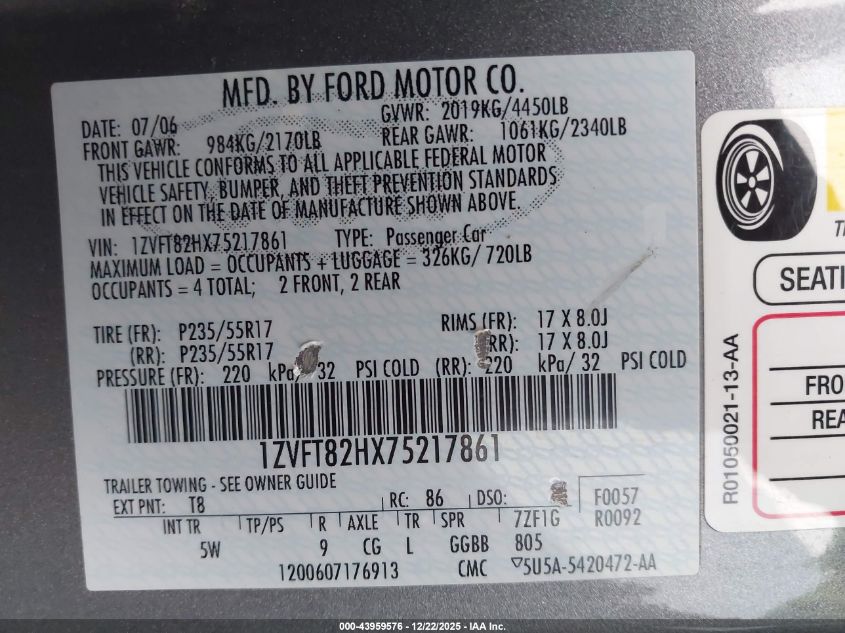 MFD. BY FORD MOTOR CO.
DATE: 07/06 GVWR: 2019KG/4450LB
FRONT GAWR: 984KG/2170LB REAR GAWR: 1061KG/2340LB
THIS VEHICLE CONFORMS TO ALL APPLICABLE FEDERAL MOTOR
VEHICLE SAFETY, BUMPER, AND THEFT PREVENTION STANDARDS
IN EFFECT ON THE DATE OF MANUFACTURE SHOWN ABOVE.
VIN: 1ZVFT82HX75217861 TYPE: Passenger Car
MAXIMUM LOAD = OCCUPANTS + LUGGAGE = 326KG/ 720LB
OCCUPANTS = 4 TOTAL; 2 FRONT, 2 REAR
TIRE (FR): P235/55R17 RIMS (FR): 17 X 8.0J
(RR): P235/55R17 (RR): 17 X 8.0J
PRESSURE (FR): 220 kPa/ 32 PSI COLD (RR): 220 kPa/ 32 PSI COLD
1ZVFT82HX75217861
TRAILER TOWING - SEE OWNER GUIDE
EXT PNT: T8 RC: 86 DSO: F0057
INT TR TP/PS R AXLE TR SPR 7ZF1G R0092
5W 9 CG L GGBB 805
1200607176913 CMC 5U5A-5420472-AA
SEATI
FRO
REA
R01050021-13-AA
000-43959576 - 12/22/2025 - IAA Inc.